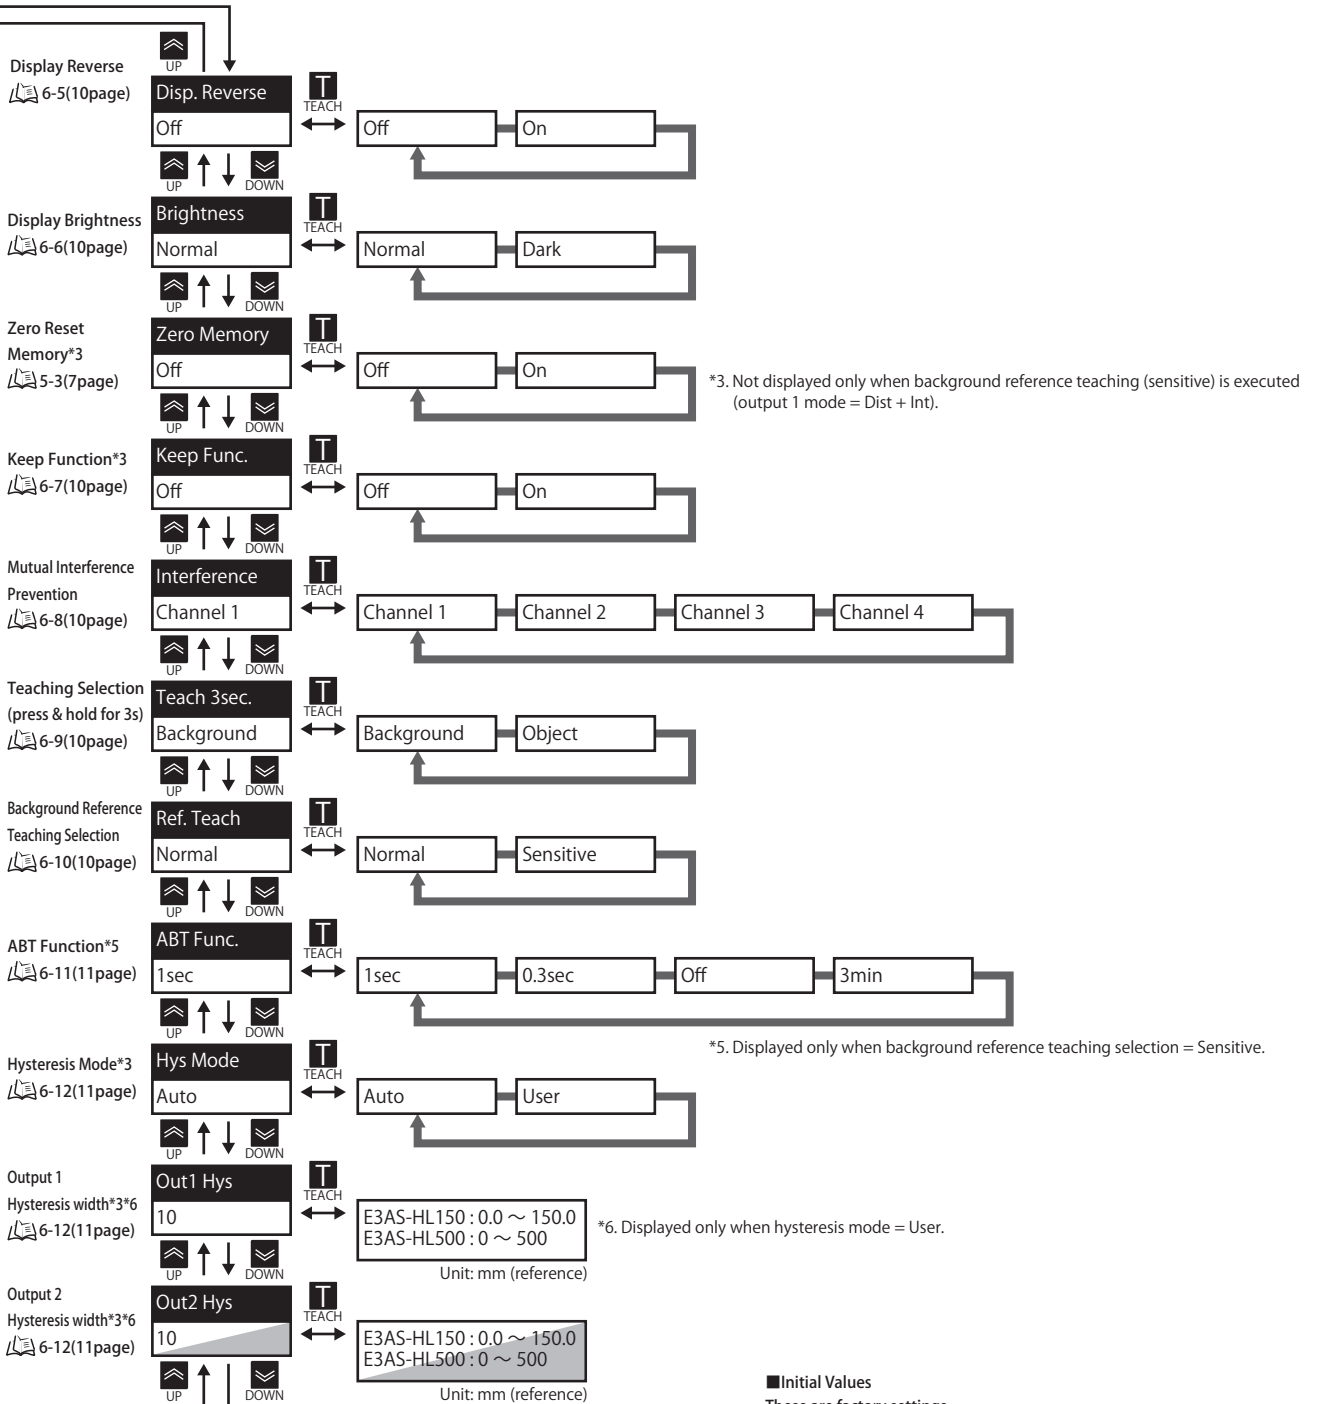 UP
Display Reverse
6-5(10page)
Disp. Reverse
Off
T
TEACH
Off
On
UP
DOWN
Display Brightness
6-6(10page)
Brightness
Normal
T
TEACH
Normal
Dark
UP
DOWN
Zero Reset
Memory*3
5-3(7page)
Zero Memory
Off
T
TEACH
Off
On
*3. Not displayed only when background reference teaching (sensitive) is executed
(output 1 mode = Dist + Int).
UP
DOWN
Keep Function*3
6-7(10page)
Keep Func.
Off
T
TEACH
Off
On
UP
DOWN
Mutual Interference
Prevention
6-8(10page)
Interference
Channel 1
T
TEACH
Channel 1
Channel 2
Channel 3
Channel 4
UP
DOWN
Teaching Selection
(press & hold for 3s)
6-9(10page)
Teach 3sec.
Background
T
TEACH
Background
Object
UP
DOWN
Background Reference
Teaching Selection
6-10(10page)
Ref. Teach
Normal
T
TEACH
Normal
Sensitive
UP
DOWN
ABT Function*5
6-11(11page)
ABT Func.
1sec
T
TEACH
1sec
0.3sec
Off
3min
*5. Displayed only when background reference teaching selection = Sensitive.
UP
DOWN
Hysteresis Mode*3
6-12(11page)
Hys Mode
Auto
T
TEACH
Auto
User
UP
DOWN
Output 1
Hysteresis width*3*6
6-12(11page)
Out1 Hys
10
T
TEACH
E3AS-HL150 : 0.0 ～ 150.0
E3AS-HL500 : 0 ～ 500
Unit: mm (reference)
*6. Displayed only when hysteresis mode = User.
UP
DOWN
Output 2
Hysteresis width*3*6
6-12(11page)
Out2 Hys
10
T
TEACH
E3AS-HL150 : 0.0 ～ 150.0
E3AS-HL500 : 0 ～ 500
Unit: mm (reference)
UP
DOWN
■Initial Values
These are factory settings